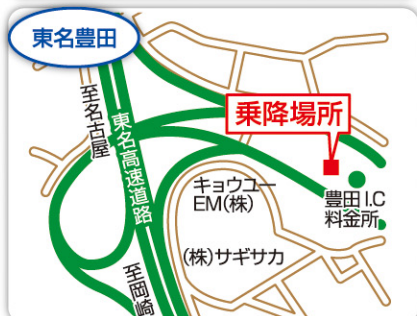 東名豊田
至名古屋
東名高速道路
乗降場所
キョウユー
EM(株)
豊田I.C
料金所
(株)サギサカ
至岡崎